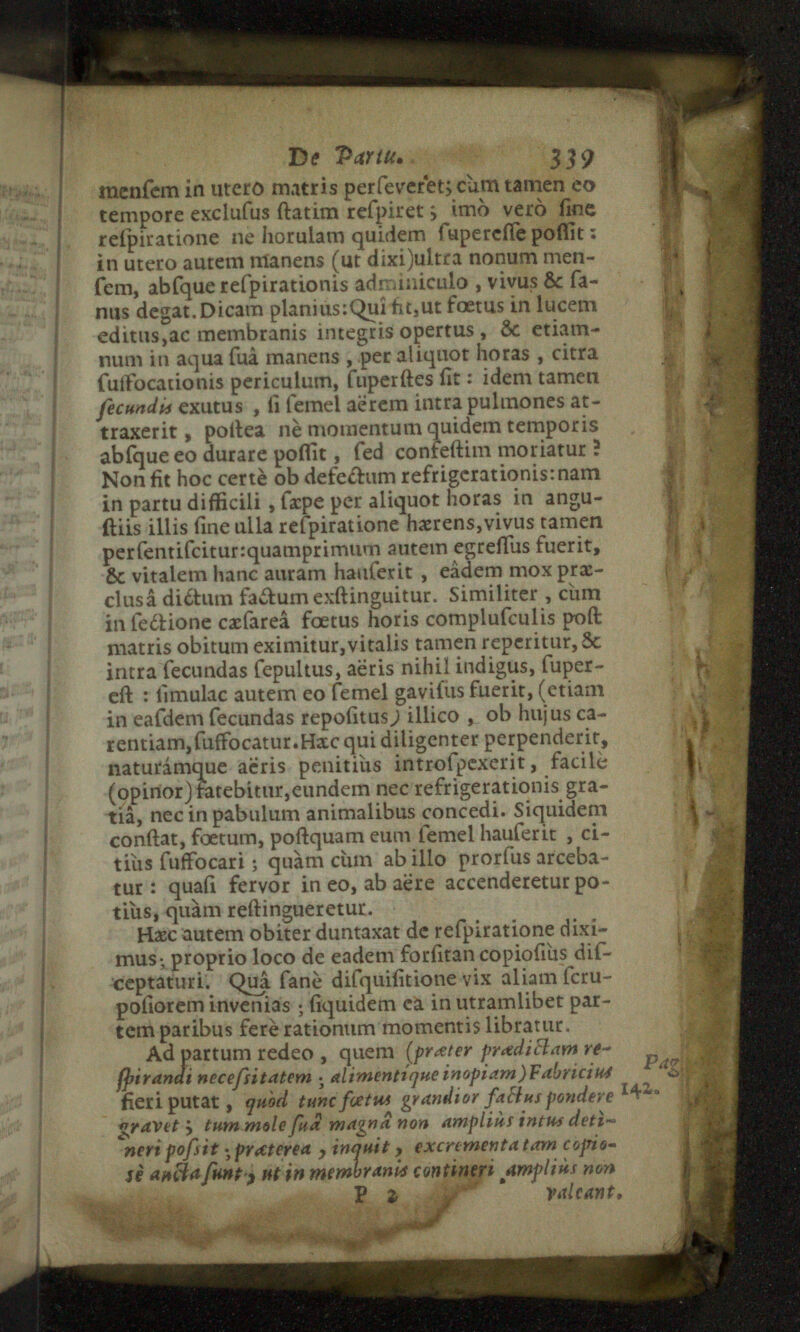 De Partu. 339
menſem in utero matris perſeveret; cùm tamen eo
tempore excluſus ſtatim reſpiret; imò verò ſine
reſpiratione ne horulam quidem ſupereſſe poſſit:
in utero autem manens (ut dixi)ultra nonum men-
ſem, abſque reſpirationis adminiculo, vivus & ſa-
nus degat. Dicam planiùs: Quî fit, ut fœtus in lucem
editus, ac membranis integris opertus, & etiam-
num in aqua ſuâ manens, per aliquot horas, citra
ſuffocationis periculum, ſuperſtes ſit: idem tamen
ſecundis exutus, ſi ſemel aërem intra pulmones at-
traxerit, poſtea nè momentum quidem temporis
abſque eo durare poſſit, ſed confeſtim moriatur?
Non fit hoc certè ob defectum refrigerationis: nam
in partu difficili, ſæpe per aliquot horas in angu-
ſtiis illis ſine ulla reſpiratione hærens, vivus tamen
perſentiſcitur: quamprimum autem egreſſus fuerit,
& vitalem hanc auram hauſerit, eâdem mox præ-
clusâ dictum factum exſtinguitur. Similiter, cùm
in ſectione cæſareâ fœtus horis compluſculis poſt
matris obitum eximitur, vitalis tamen reperitur, &
intra ſecundas ſepultus, aëris nihil indigus, ſuper-
eſt: ſimulac autem eo ſemel gaviſus fuerit, (etiam
in eaſdem ſecundas repoſitus) illico, ob hujus ca-
rentiam, ſuffocatur. Hæc qui diligenter perpenderit,
naturámque aëris penitiùs introſpexerit, facilè
(opinor) fatebitur, eundem nec refrigerationis gra-
tiâ, nec in pabulum animalibus concedi. Siquidem
conſtat, fœtum, poſtquam eum ſemel hauſerit, ci-
tiùs ſuffocari; quàm cùm ab illo prorſus arceba-
tur: quaſi fervor in eo, ab aëre accenderetur po-
tiùs, quàm reſtingueretur.
Hæc autem obiter duntaxat de reſpiratione dixi-
mus; proprio loco de eadem forſitan copioſiùs diſ-
ceptaturi. Quâ ſanè diſquiſitione vix aliam ſcru-
poſiorem invenias; ſiquidem ea in utramlibet par-
tem paribus ferè rationum momentis libratur.
Ad partum redeo, quem (præter prædictam re-
ſpirandi neceſſitatem, alimentique inopiam) Fabricius Pag.
fieri putat, quòd tunc fœtus grandior factus pondere 142.
gravet; tum mole ſuâ magnâ non ampliùs intus deti-
neri poſſit; præterea, inquit, excrementa tam copio-
sè aucta ſunt; ut in membranis contineri ampliùs non
P 2 valeant,